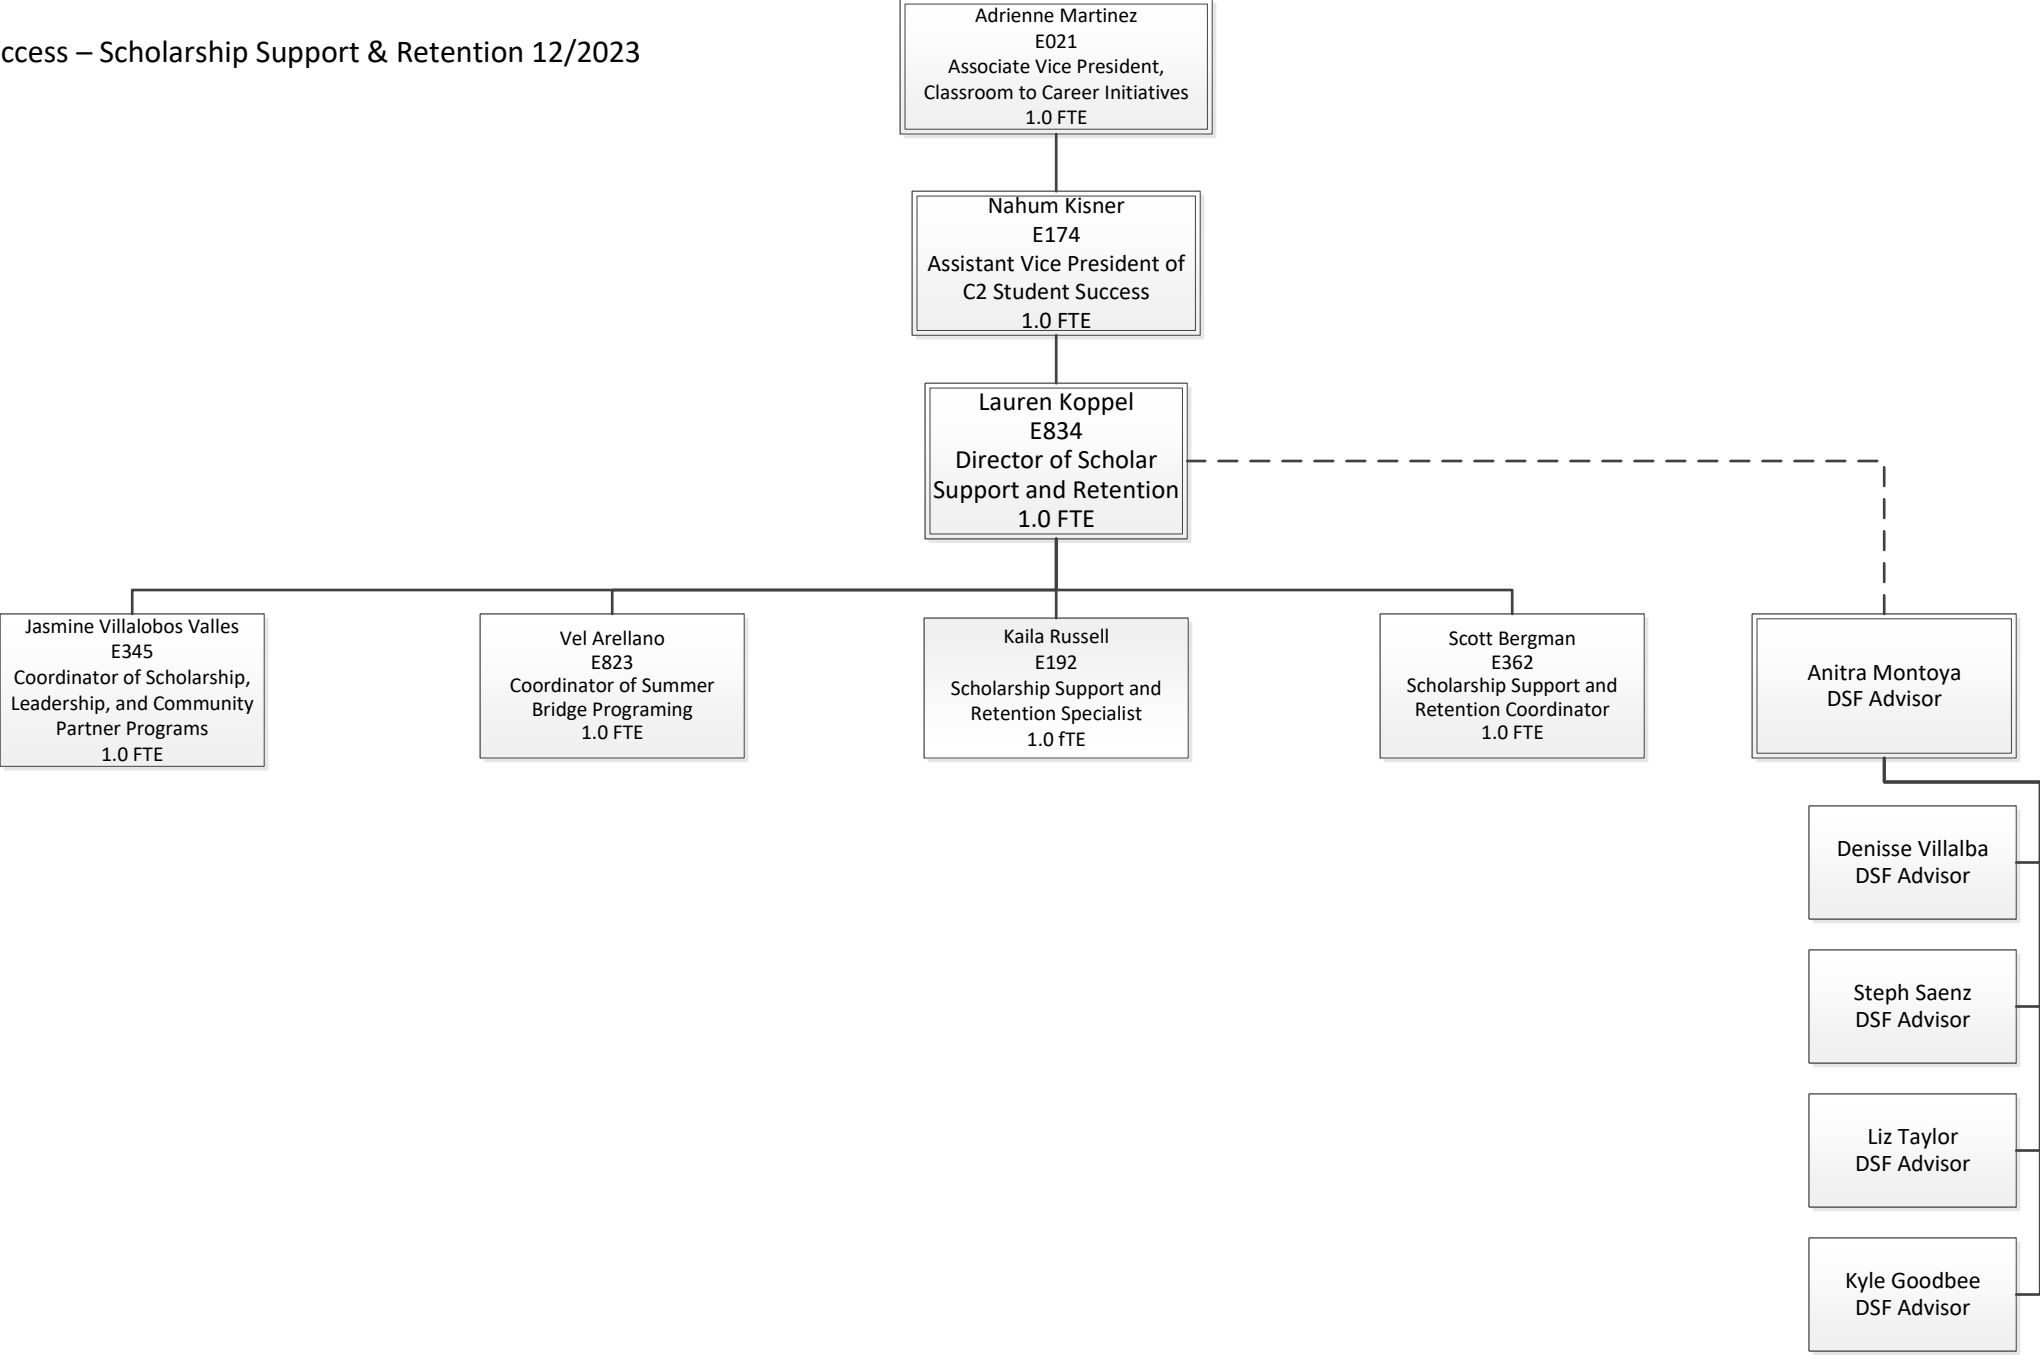 ccess – Scholarship Support & Retention 12/2023
Adrienne Martinez
E021
Associate Vice President,
Classroom to Career Initiatives
1.0 FTE
Nahum Kisner
E174
Assistant Vice President of
C2 Student Success
1.0 FTE
Lauren Koppel
E834
Director of Scholar
Support and Retention
1.0 FTE
Jasmine Villalobos Valles
E345
Coordinator of Scholarship,
Leadership, and Community
Partner Programs
1.0 FTE
Vel Arellano
E823
Coordinator of Summer
Bridge Programing
1.0 FTE
Kaila Russell
E192
Scholarship Support and
Retention Specialist
1.0 fTE
Scott Bergman
E362
Scholarship Support and
Retention Coordinator
1.0 FTE
Anitra Montoya
DSF Advisor
Denisse Villalba
DSF Advisor
Steph Saenz
DSF Advisor
Liz Taylor
DSF Advisor
Kyle Goodbee
DSF Advisor